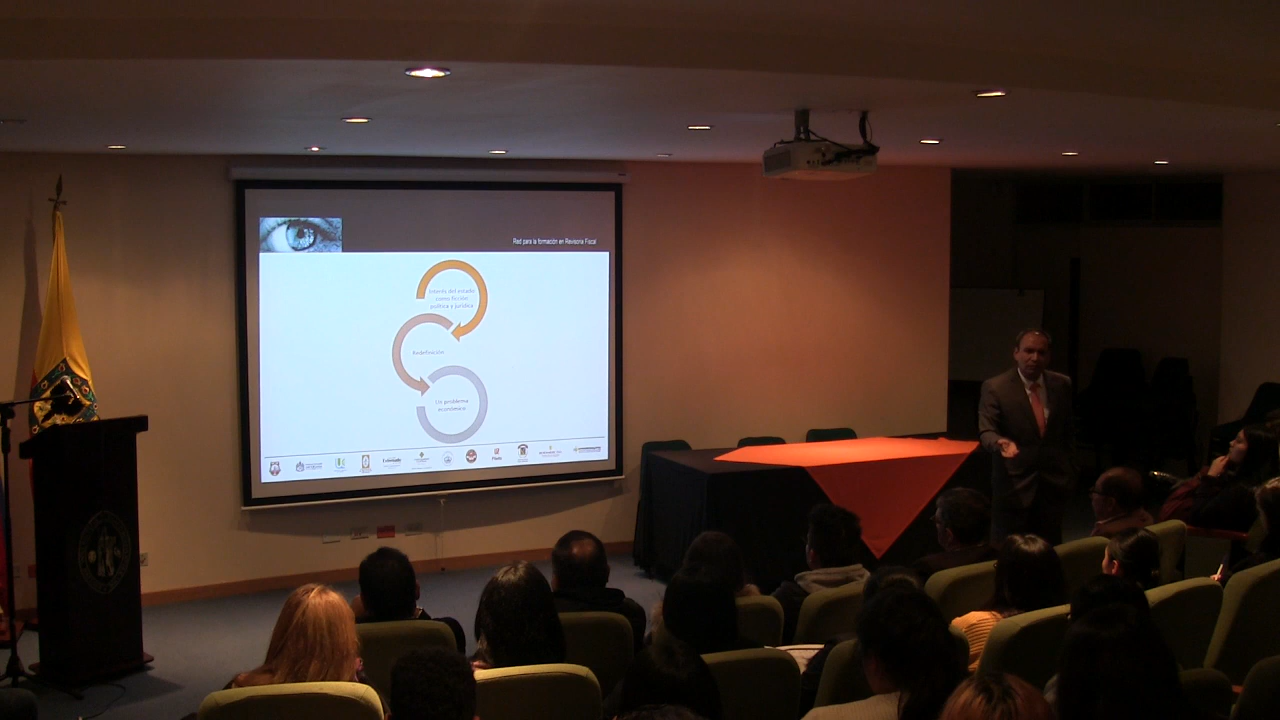 Red para la formación en Revisoría Fiscal
Interés del estado
como ficción
política y jurídica
Redefinición
Un problema
económico